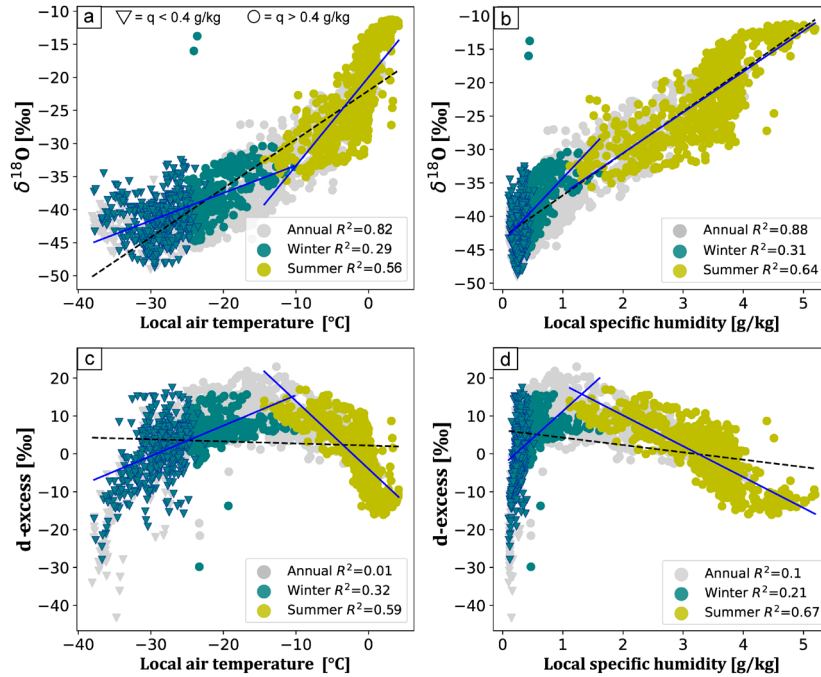 a
▽ = q < 0.4 g/kg ○ = q > 0.4 g/kg
δ¹⁸O [‰]
−10
−15
−20
−25
−30
−35
−40
−45
−50
Annual R²=0.82
Winter R²=0.29
Summer R²=0.56
−40 −30 −20 −10 0
Local air temperature [°C]
b
δ¹⁸O [‰]
−10
−15
−20
−25
−30
−35
−40
−45
−50
Annual R²=0.88
Winter R²=0.31
Summer R²=0.64
0 1 2 3 4 5
Local specific humidity [g/kg]
c
d-excess [‰]
20
10
0
−10
−20
−30
−40
Annual R²=0.01
Winter R²=0.32
Summer R²=0.59
−40 −30 −20 −10 0
Local air temperature [°C]
d
d-excess [‰]
20
10
0
−10
−20
−30
−40
Annual R²=0.1
Winter R²=0.21
Summer R²=0.67
0 1 2 3 4 5
Local specific humidity [g/kg]